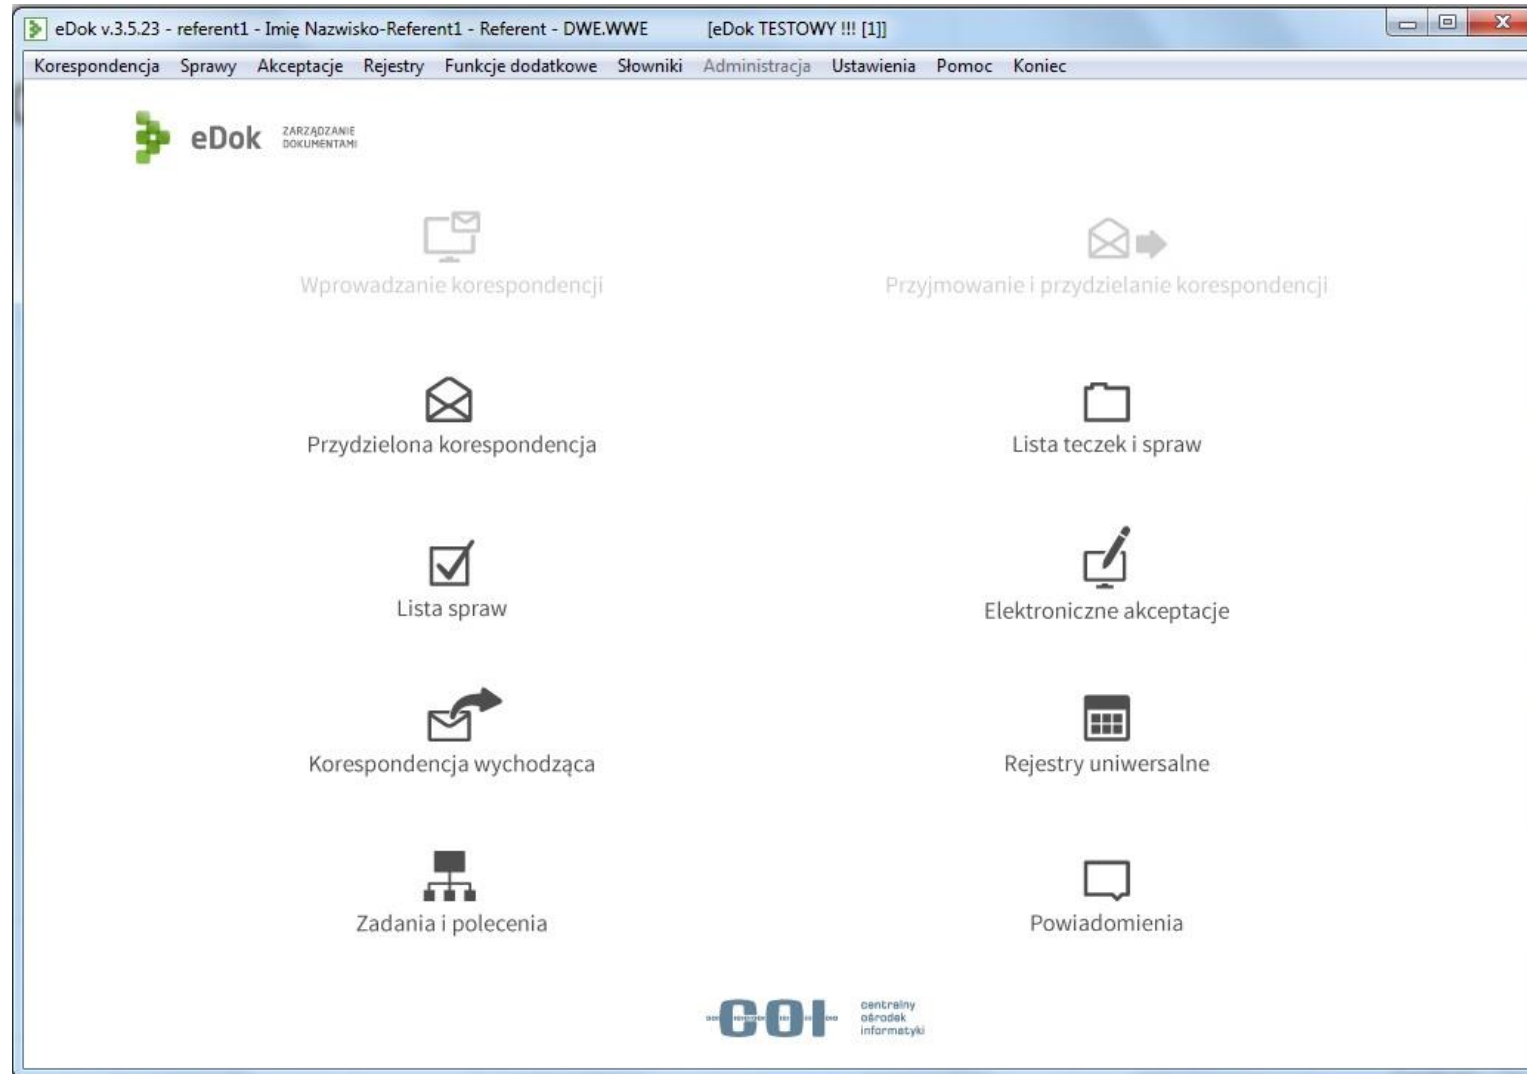 eDok v.3.5.23 - referent1 - Imię Nazwisko-Referent1 - Referent - DWE.WWE [eDok TESTOWY !!! [1]]
Korespondencja Sprawy Akceptacje Rejestry Funkcje dodatkowe Słowniki Administracja Ustawienia Pomoc Koniec
eDok ZARZĄDZANIE
DOKUMENTAMI
Wprowadzanie korespondencji Przyjmowanie i przydzielanie korespondencji
Przydzielona korespondencja Lista teczek i spraw
Lista spraw Elektroniczne akceptacje
Korespondencja wychodząca Rejestry uniwersalne
Zadania i polecenia Powiadomienia
COI
centralny
ośrodek
informatyki